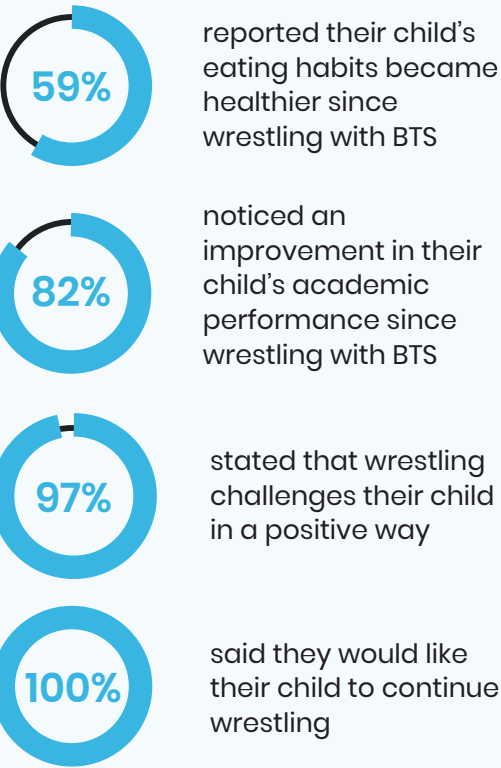 59%
reported their child’s
eating habits became
healthier since
wrestling with BTS
82%
noticed an
improvement in their
child’s academic
performance since
wrestling with BTS
97%
stated that wrestling
challenges their child
in a positive way
100%
said they would like
their child to continue
wrestling